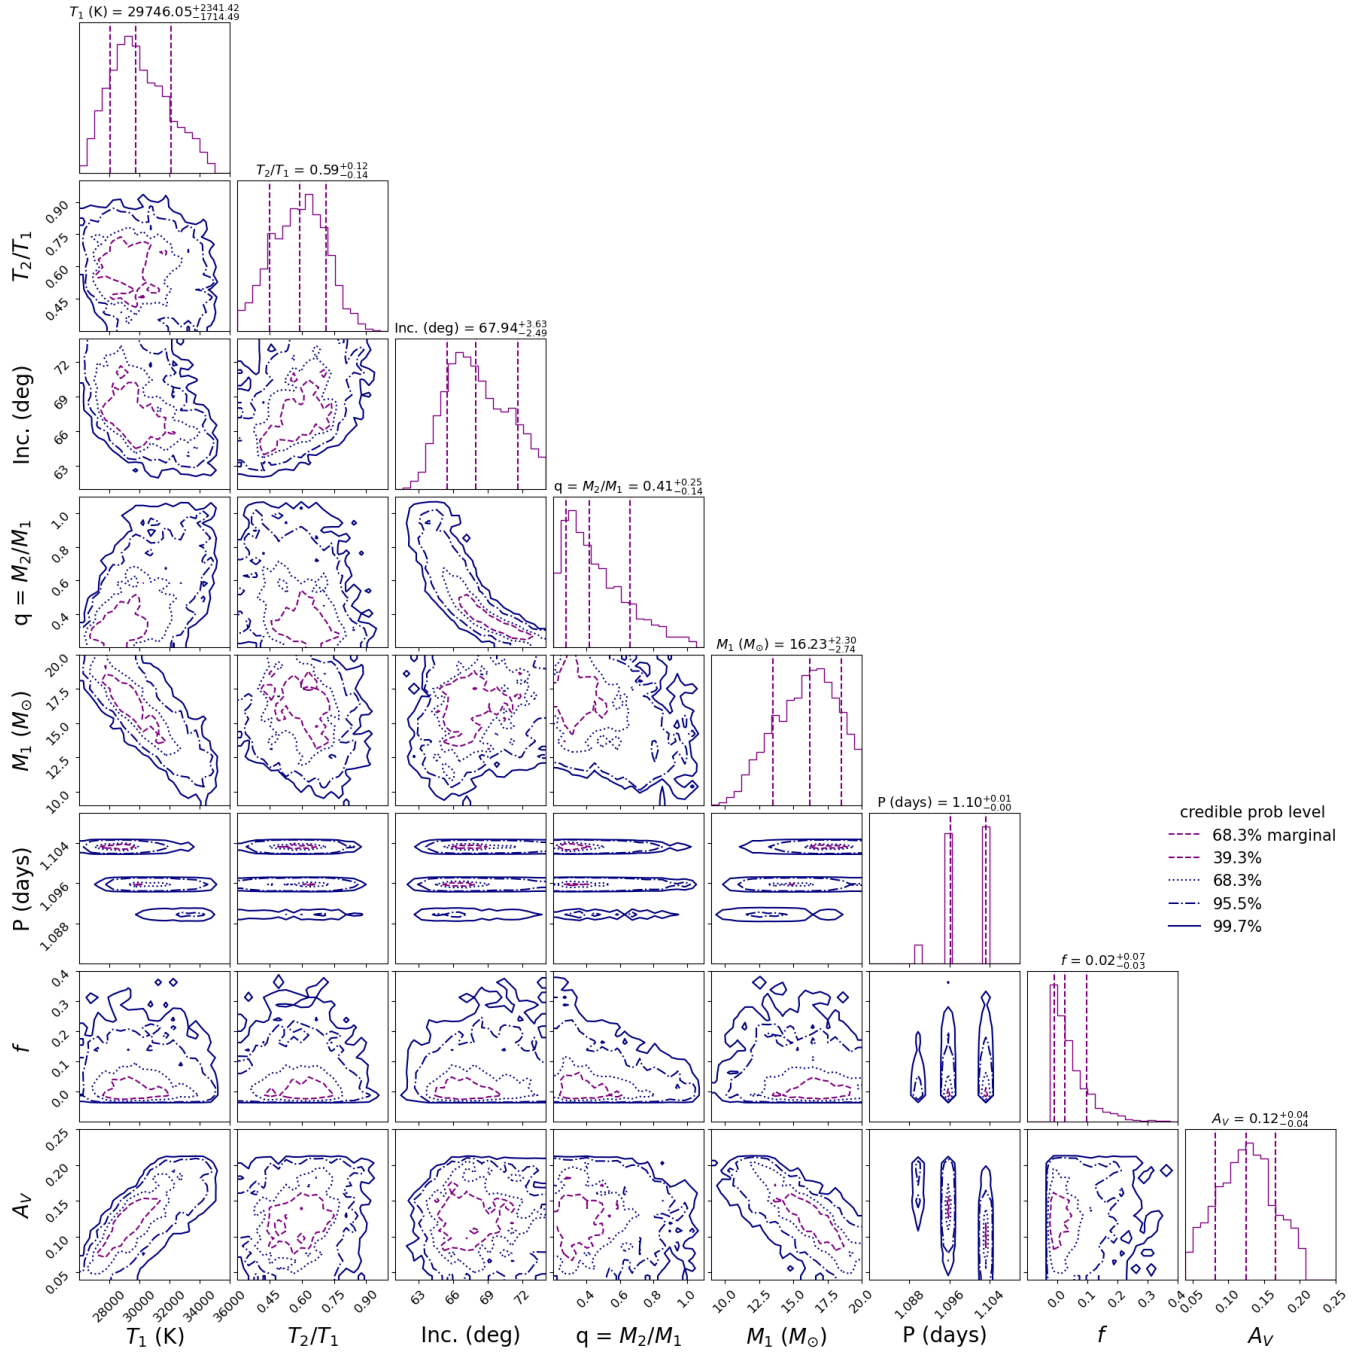 T₁ (K) = 29746.05+2341.42−1714.49
T₂/T₁ = 0.59+0.12−0.14
0.90
0.75
0.60
0.45
T₂/T₁
Inc. (deg) = 67.94+3.63−2.49
72
69
66
63
Inc. (deg)
q = M₂/M₁ = 0.41+0.25−0.14
1.0
0.8
0.6
0.4
q = M₂/M₁
M₁ (M⊙) = 16.23+2.30−2.74
20.0
17.5
15.0
12.5
10.0
M₁ (M⊙)
P (days) = 1.10+0.01−0.00
1.104
1.096
1.088
P (days)
credible prob level
68.3% marginal
39.3%
68.3%
95.5%
99.7%
f = 0.02+0.07−0.03
0.4
0.3
0.2
0.1
0.0
f
A_V = 0.12+0.04−0.04
0.25
0.20
0.15
0.10
0.05
A_V
28000 30000 32000 34000 36000 0.45 0.60 0.75 0.90 63 66 69 72 0.4 0.6 0.8 1.0 10.0 12.5 15.0 17.5 20.0 1.088 1.096 1.104 0.0 0.1 0.2 0.3 0.4 0.05 0.10 0.15 0.20 0.25
T₁ (K) T₂/T₁ Inc. (deg) q = M₂/M₁ M₁ (M⊙) P (days) f A_V